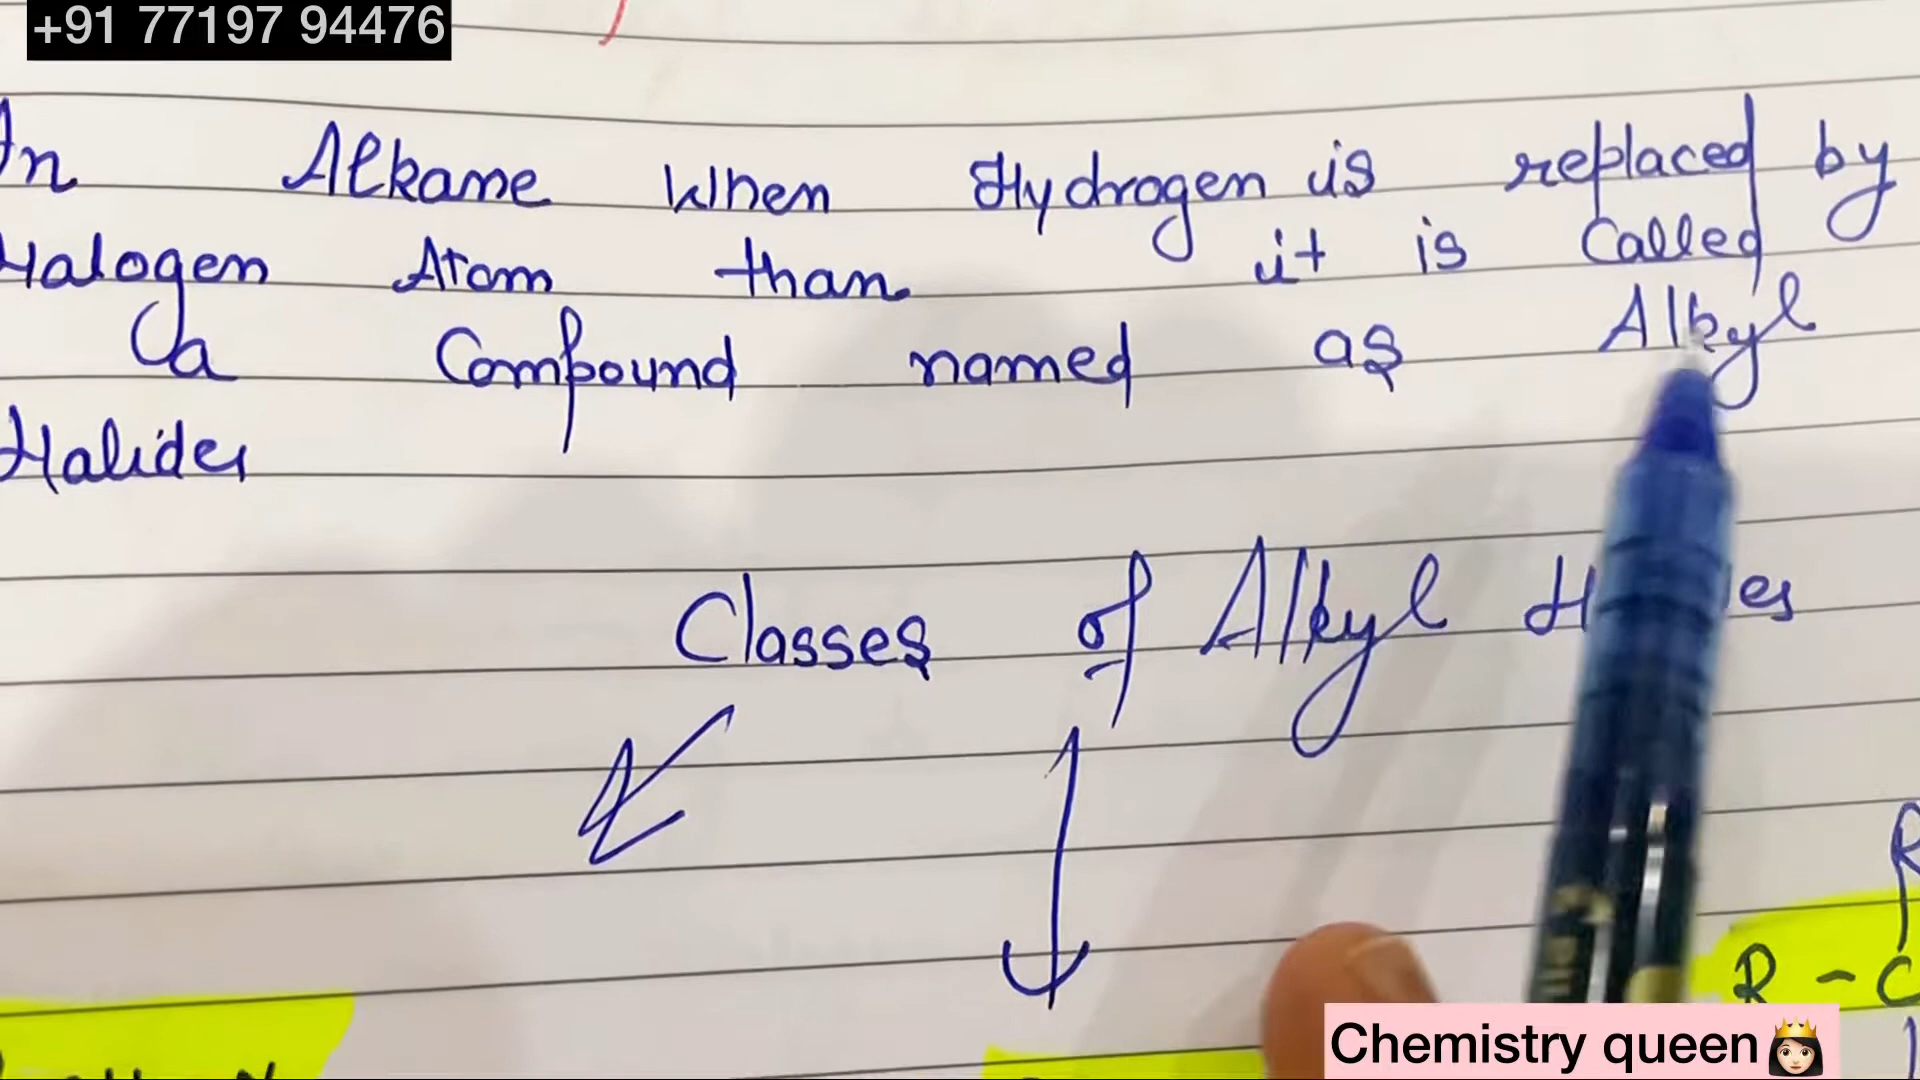 +91 77197 94476
In Alkane when Hydrogen is replaced by
Halogen Atom than it is called
a Compound named as Alkyl
Halides
Classes of Alkyl H es
R
R - C
Chemistry queen👸🏻